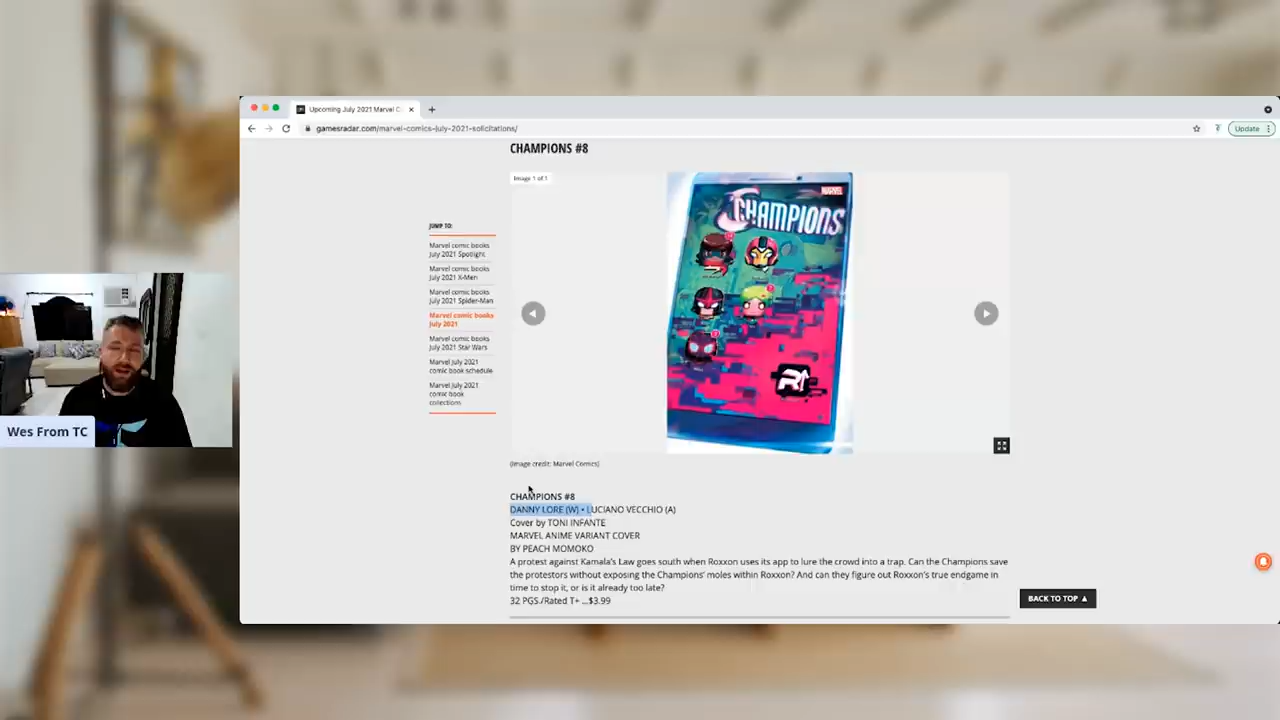 Upcoming July 2021 Marvel C
gamesradar.com/marvel-comics-july-2021-solicitations/
Update
CHAMPIONS #8
Image 1 of 1
MARVEL
CHAMPIONS
JUMP TO:
Marvel comic books
July 2021 Spotlight
Marvel comic books
July 2021 X-Men
Marvel comic books
July 2021 Spider-Man
Marvel comic books
July 2021
Marvel comic books
July 2021 Star Wars
Marvel July 2021
comic book schedule
Marvel July 2021
comic book
collections
Wes From TC
(Image credit: Marvel Comics)
CHAMPIONS #8
DANNY LORE (W) • LUCIANO VECCHIO (A)
Cover by TONI INFANTE
MARVEL ANIME VARIANT COVER
BY PEACH MOMOKO
A protest against Kamala's Law goes south when Roxxon uses its app to lure the crowd into a trap. Can the Champions save
the protestors without exposing the Champions' moles within Roxxon? And can they figure out Roxxon's true endgame in
time to stop it, or is it already too late?
32 PGS./Rated T+ ...$3.99
BACK TO TOP ▲